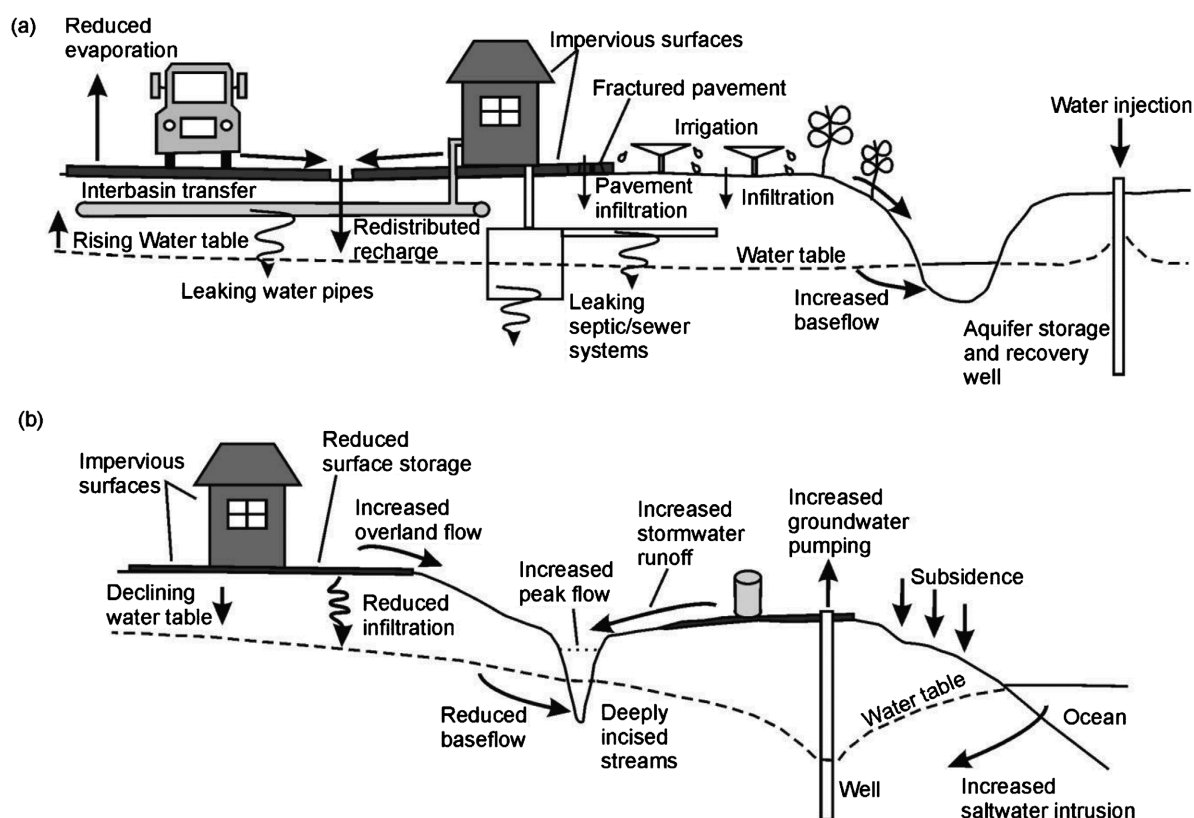 (a)
Reduced
evaporation
Impervious surfaces
Fractured pavement
Irrigation
Water injection
Interbasin transfer
Pavement
infiltration
Infiltration
Rising Water table
Redistributed
recharge
Water table
Leaking water pipes
Leaking
septic/sewer
systems
Increased
baseflow
Aquifer storage
and recovery
well
(b)
Impervious
surfaces
Reduced
surface storage
Increased
overland flow
Increased
stormwater
runoff
Increased
groundwater
pumping
Increased
peak flow
Subsidence
Declining
water table
Reduced
infiltration
Reduced
baseflow
Deeply
incised
streams
Water table
Ocean
Well
Increased
saltwater intrusion